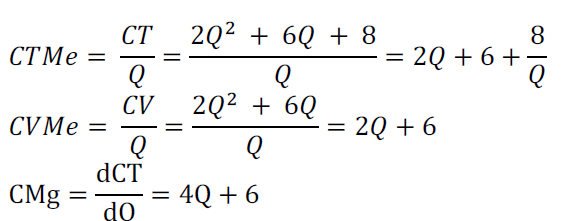 CTMe = CT/Q = (2Q² + 6Q + 8)/Q = 2Q + 6 + 8/Q
CVMe = CV/Q = (2Q² + 6Q)/Q = 2Q + 6
CMg = dCT/dQ = 4Q + 6